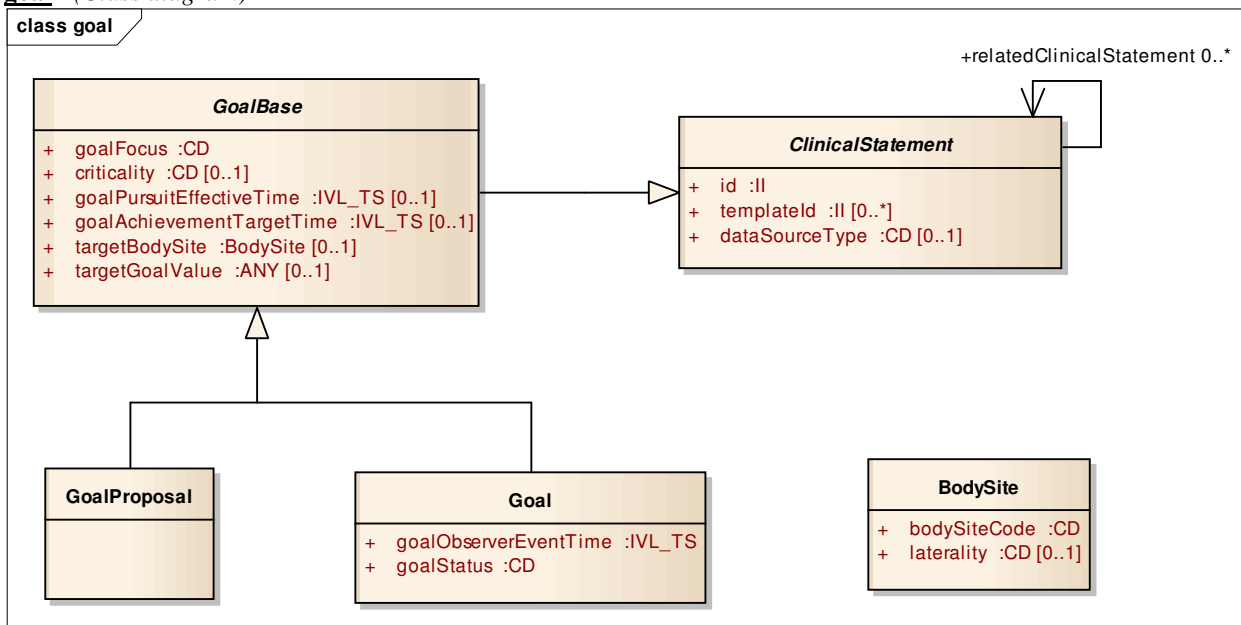 class goal
+relatedClinicalStatement 0..*
GoalBase
+ goalFocus :CD
+ criticality :CD [0..1]
+ goalPursuitEffectiveTime :IVL_TS [0..1]
+ goalAchievementTargetTime :IVL_TS [0..1]
+ targetBodySite :BodySite [0..1]
+ targetGoalValue :ANY [0..1]
ClinicalStatement
+ id :II
+ templateId :II [0..*]
+ dataSourceType :CD [0..1]
GoalProposal
Goal
+ goalObserverEventTime :IVL_TS
+ goalStatus :CD
BodySite
+ bodySiteCode :CD
+ laterality :CD [0..1]